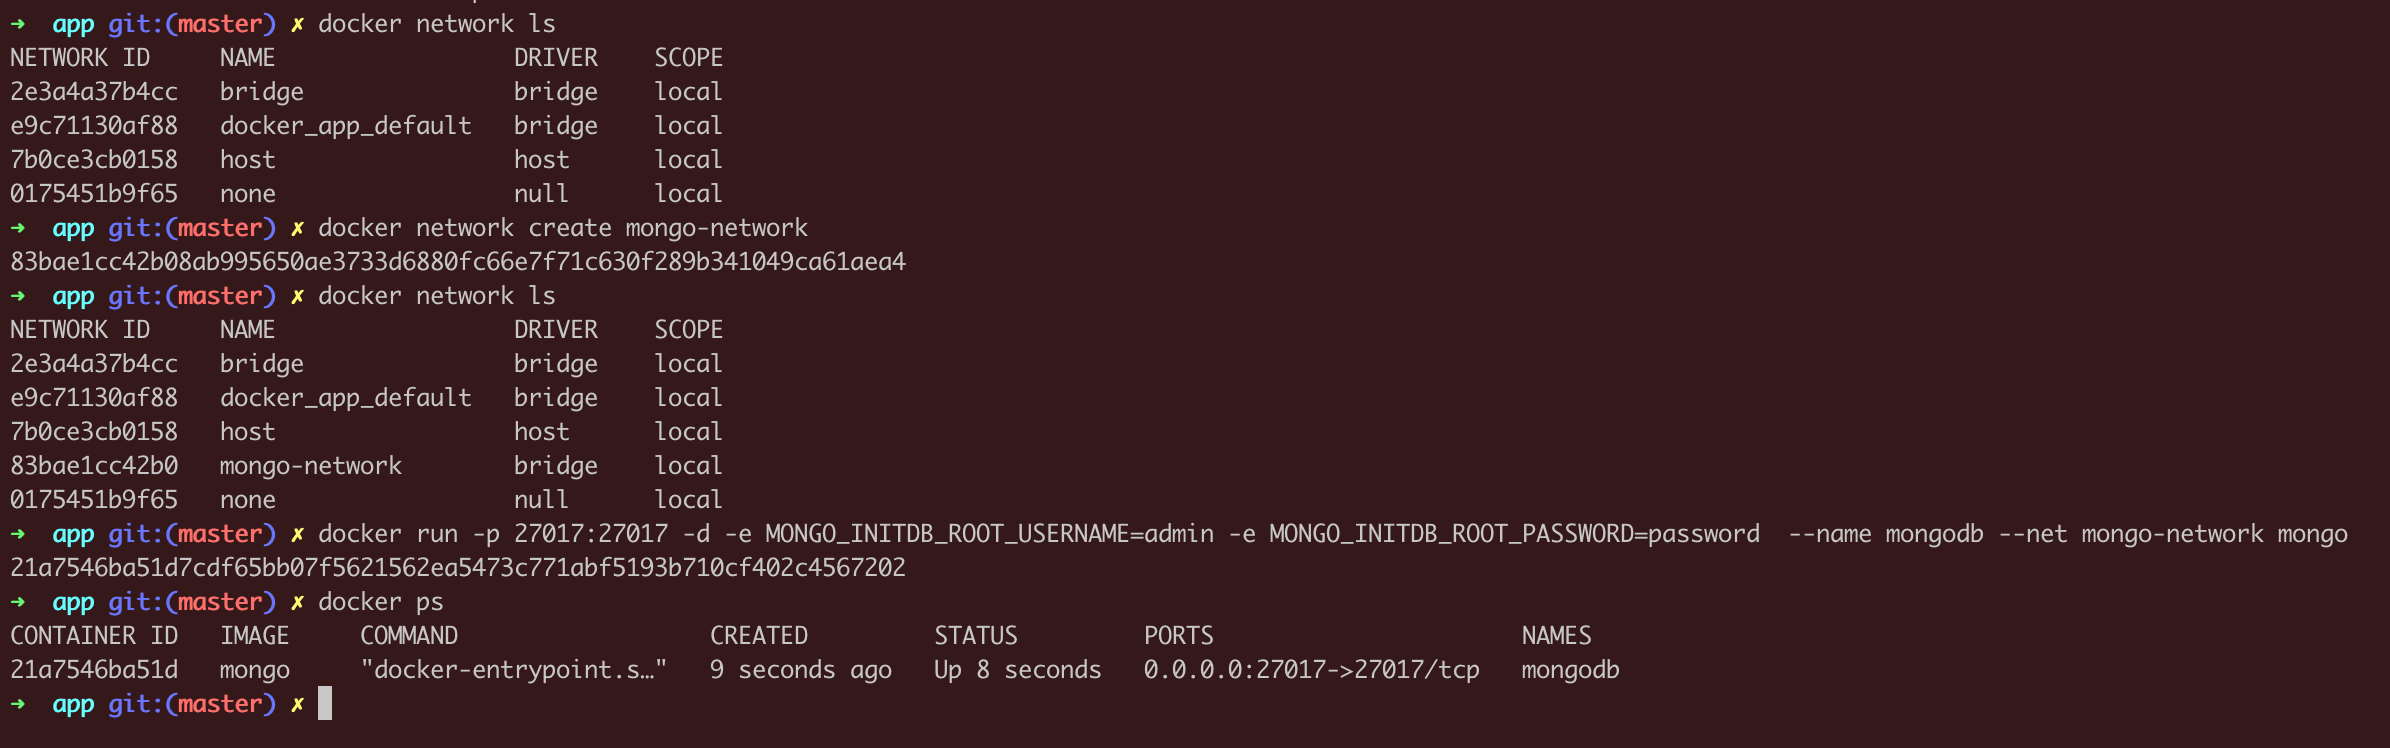 ➜  app git:(master) ✗ docker network ls
NETWORK ID     NAME                 DRIVER    SCOPE
2e3a4a37b4cc   bridge               bridge    local
e9c71130af88   docker_app_default   bridge    local
7b0ce3cb0158   host                 host      local
0175451b9f65   none                 null      local
➜  app git:(master) ✗ docker network create mongo-network
83bae1cc42b08ab995650ae3733d6880fc66e7f71c630f289b341049ca61aea4
➜  app git:(master) ✗ docker network ls
NETWORK ID     NAME                 DRIVER    SCOPE
2e3a4a37b4cc   bridge               bridge    local
e9c71130af88   docker_app_default   bridge    local
7b0ce3cb0158   host                 host      local
83bae1cc42b0   mongo-network        bridge    local
0175451b9f65   none                 null      local
➜  app git:(master) ✗ docker run -p 27017:27017 -d -e MONGO_INITDB_ROOT_USERNAME=admin -e MONGO_INITDB_ROOT_PASSWORD=password  --name mongodb --net mongo-network mongo
21a7546ba51d7cdf65bb07f5621562ea5473c771abf5193b710cf402c4567202
➜  app git:(master) ✗ docker ps
CONTAINER ID   IMAGE     COMMAND                  CREATED         STATUS         PORTS                      NAMES
21a7546ba51d   mongo     "docker-entrypoint.s…"   9 seconds ago   Up 8 seconds   0.0.0.0:27017->27017/tcp   mongodb
➜  app git:(master) ✗